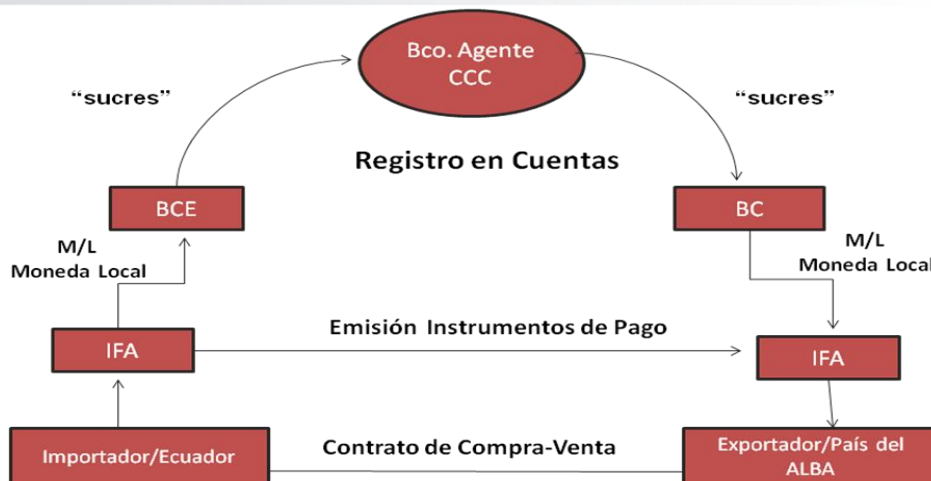 Bco. Agente
CCC
“sucres”
“sucres”
Registro en Cuentas
BCE
BC
M/L
Moneda Local
M/L
Moneda Local
Emisión Instrumentos de Pago
IFA
IFA
Importador/Ecuador
Contrato de Compra-Venta
Exportador/País del
ALBA